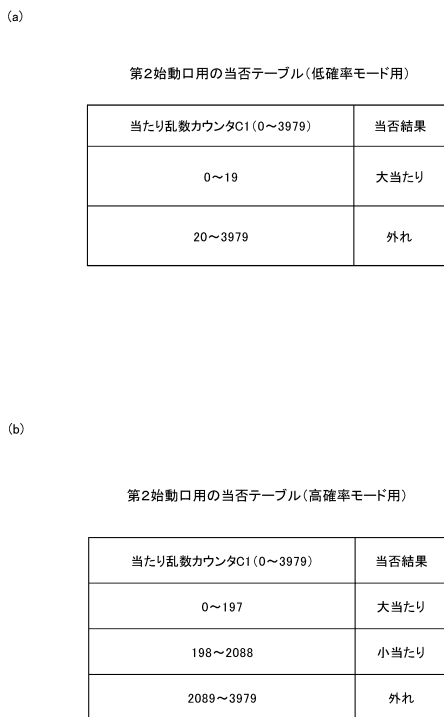 (a)
第２始動口用の当否テーブル(低確率モード用)
当たり乱数カウンタC1(0～3979) 当否結果
0～19 大当たり
20～3979 外れ
(b)
第２始動口用の当否テーブル(高確率モード用)
当たり乱数カウンタC1(0～3979) 当否結果
0～197 大当たり
198～2088 小当たり
2089～3979 外れ